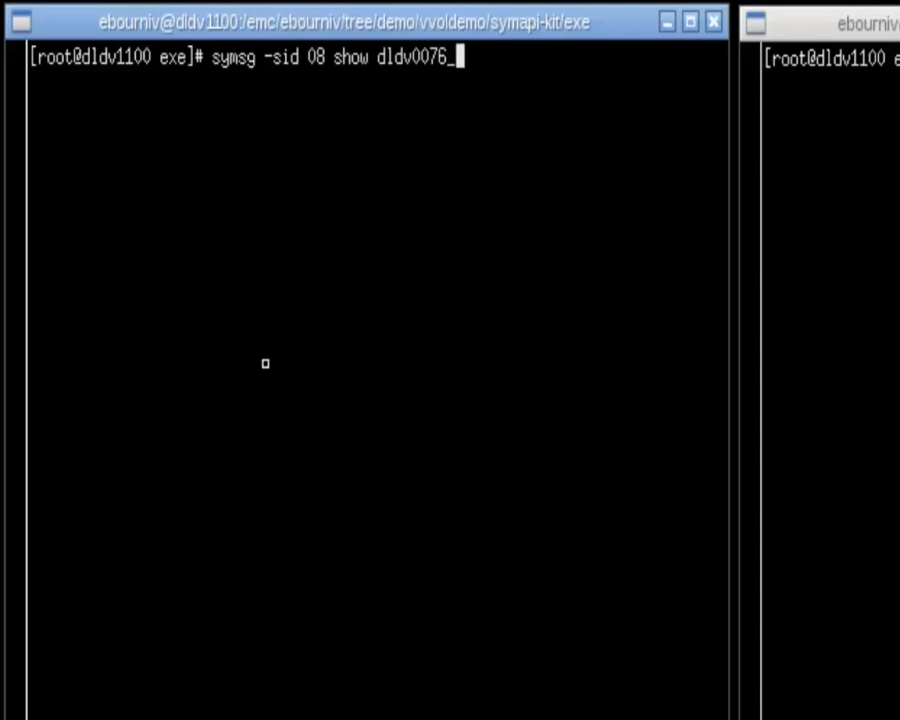 ebourniv@dldv1100:/emc/ebourniv/tree/demo/vvoldemo/symapi-kit/exe
ebourniv
[root@dldv1100 exe]# symsg -sid 08 show dldv0076_
[root@dldv1100 e